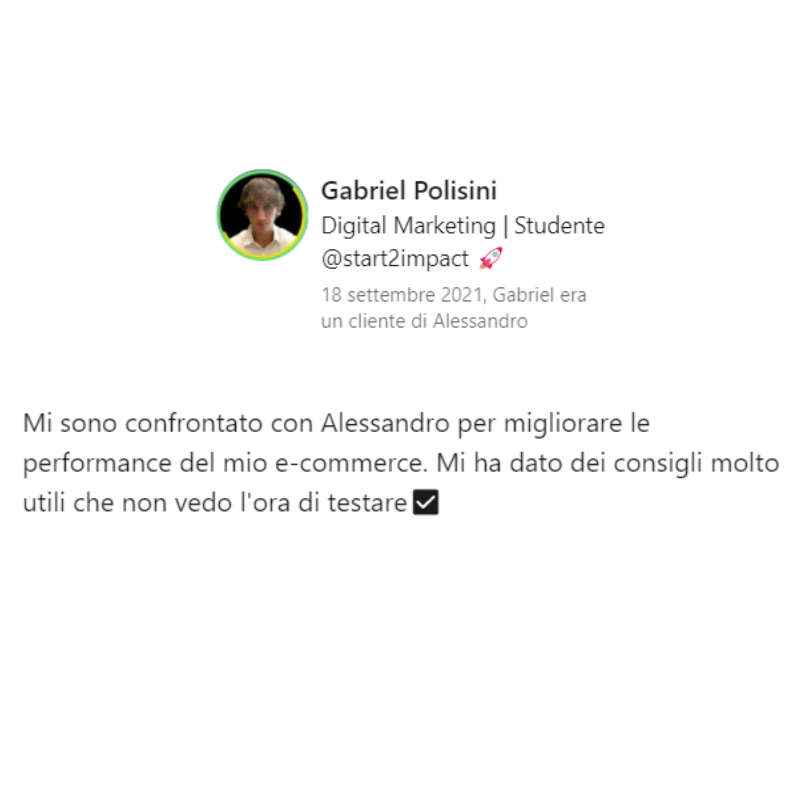 Gabriel Polisini
Digital Marketing | Studente
@start2impact 🚀
18 settembre 2021, Gabriel era
un cliente di Alessandro
Mi sono confrontato con Alessandro per migliorare le
performance del mio e-commerce. Mi ha dato dei consigli molto
utili che non vedo l'ora di testare ☑